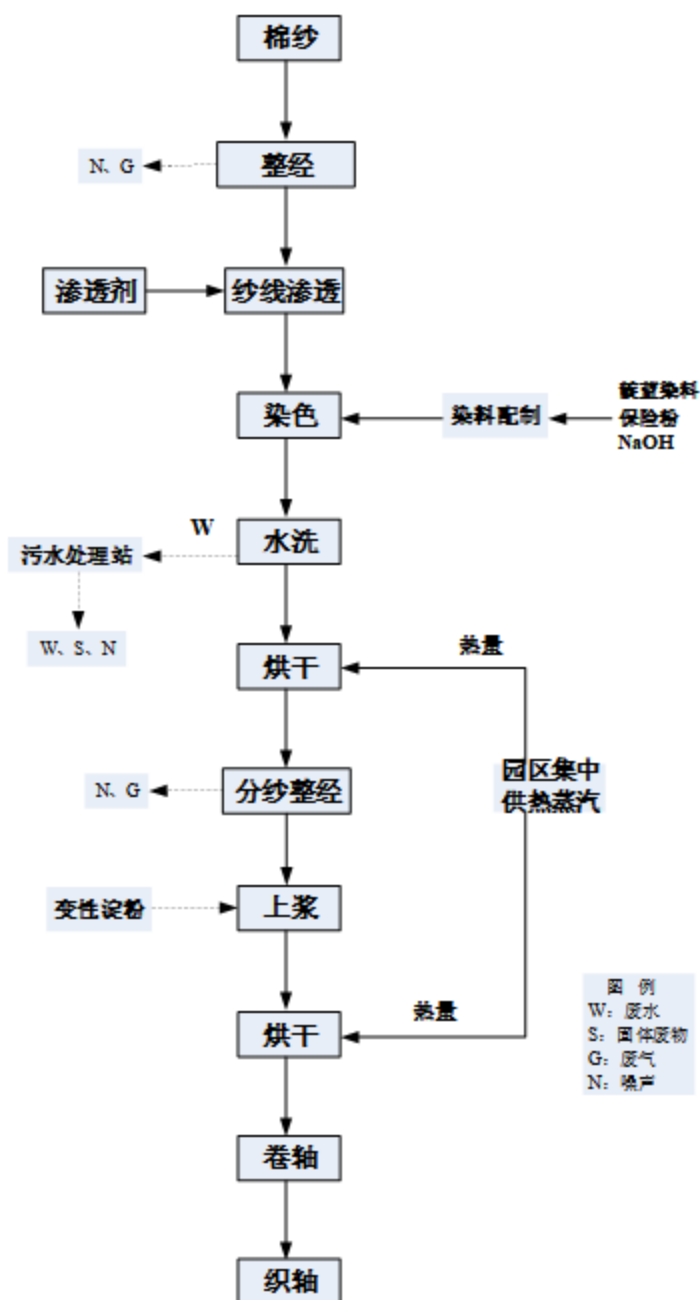 棉纱
N、G
整经
渗透剂
纱线渗透
染色
染料配制
靛蓝染料
保险粉
NaOH
W
水洗
污水处理站
W、S、N
热量
烘干
园区集中
供热蒸汽
N、G
分纱整经
变性淀粉
上浆
热量
烘干
图 例
W：废水
S：固体废物
G：废气
N：噪声
卷轴
织轴